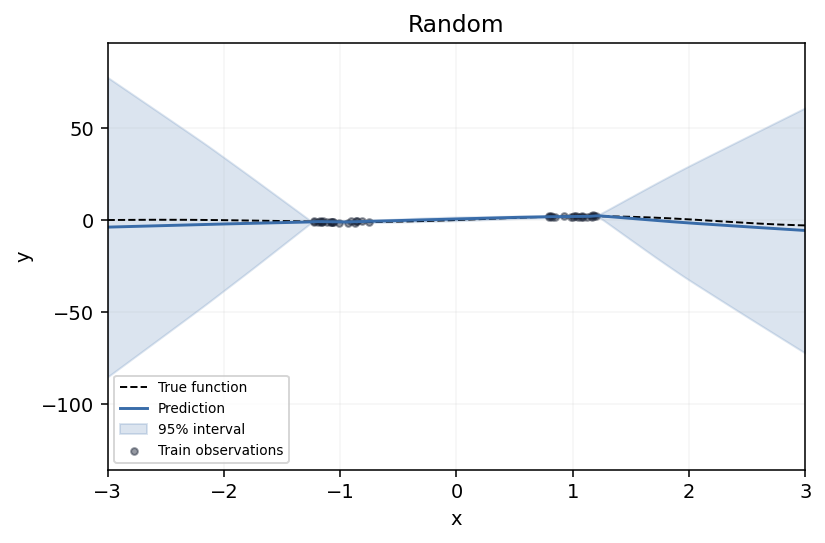 Random
50
0
−50
−100
y
True function
Prediction
95% interval
Train observations
−3 −2 −1 0 1 2 3
x